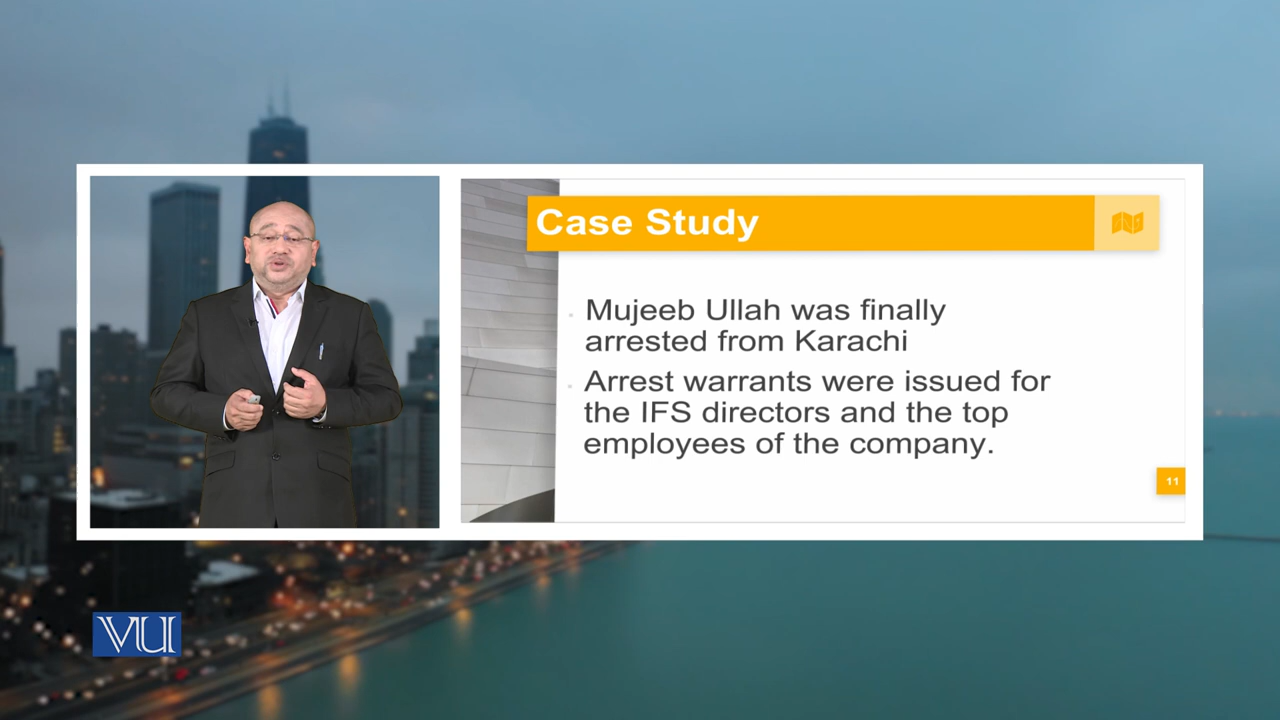 Case Study
Mujeeb Ullah was finally
arrested from Karachi
Arrest warrants were issued for
the IFS directors and the top
employees of the company.
11
VU